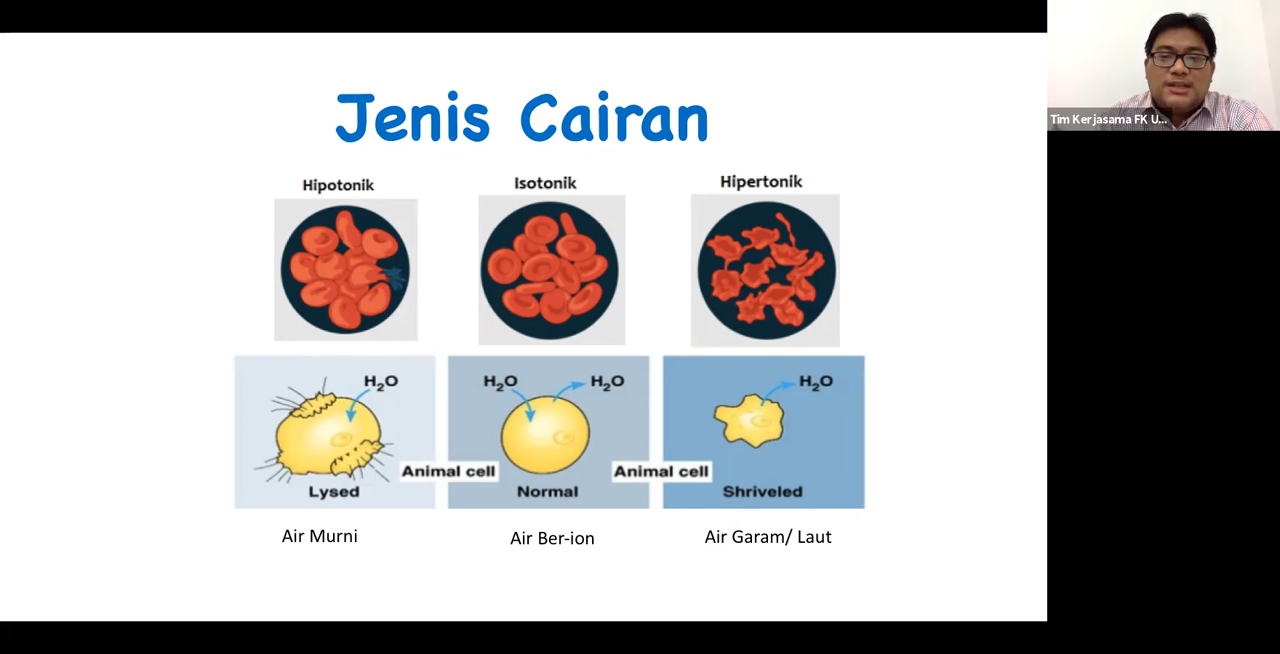 Jenis Cairan
Tim Kerjasama FK U...
Hipotonik
Isotonik
Hipertonik
H₂O
H₂O
H₂O
H₂O
Animal cell
Animal cell
Lysed
Normal
Shriveled
Air Murni
Air Ber-ion
Air Garam/ Laut